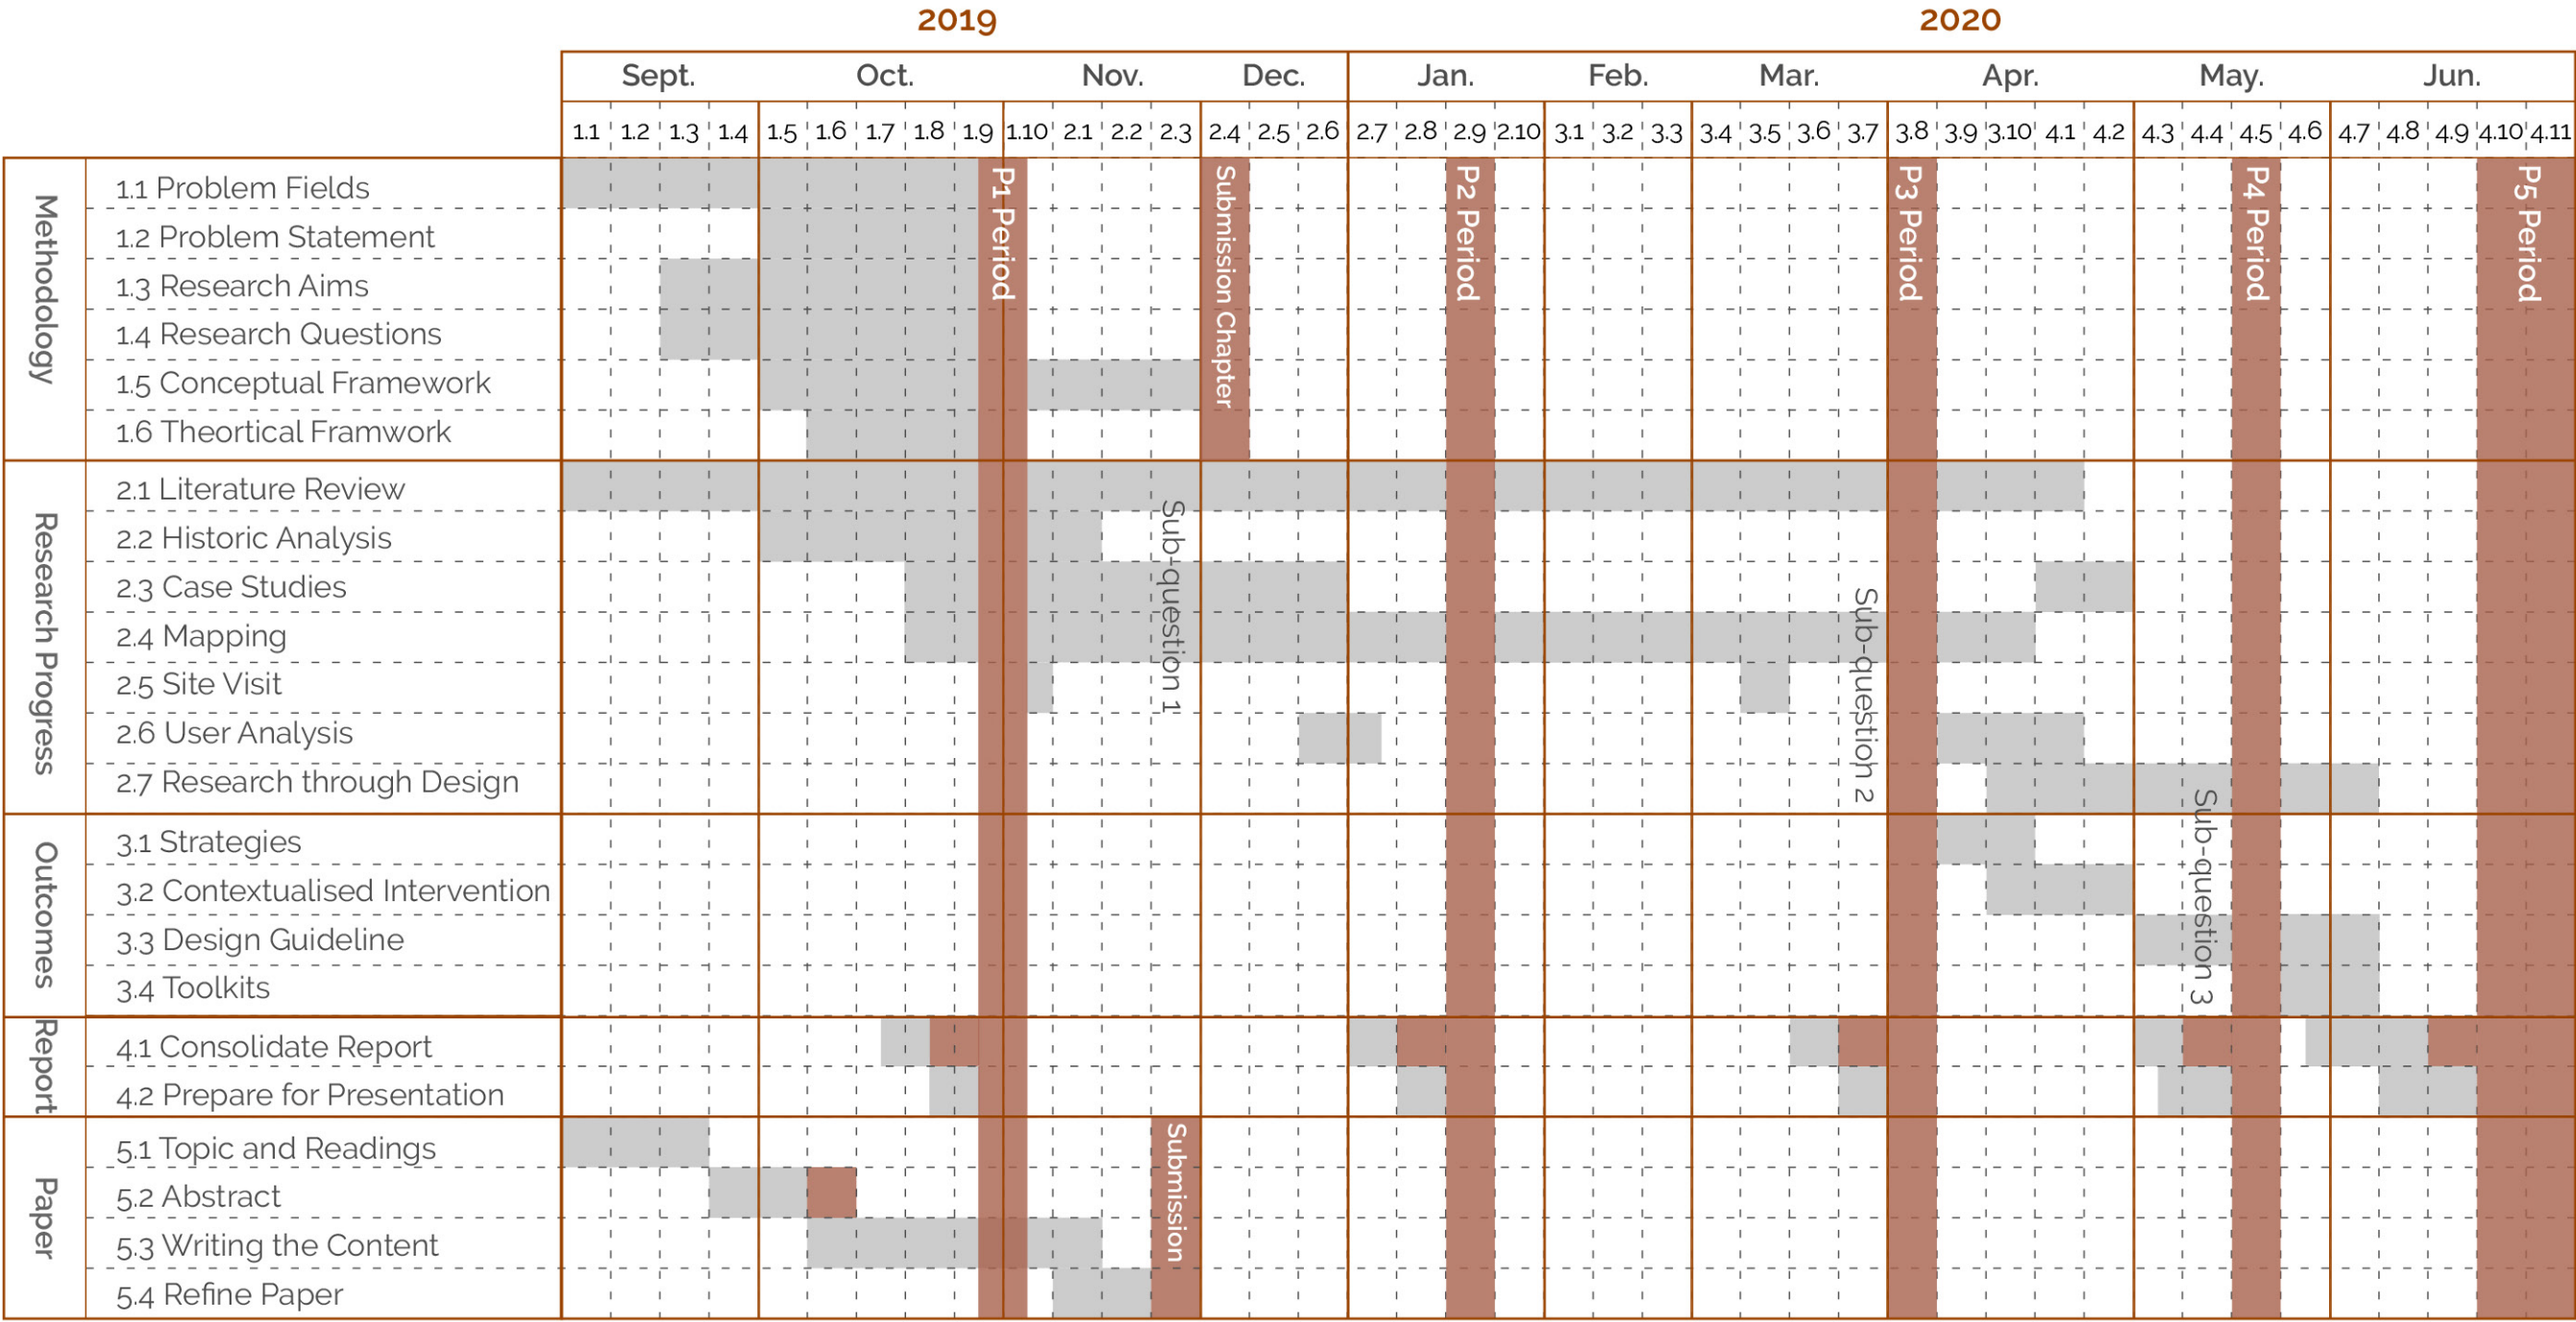 2019 2020
Sept. Oct. Nov. Dec. Jan. Feb. Mar. Apr. May. Jun.
1.1 1.2 1.3 1.4 1.5 1.6 1.7 1.8 1.9 1.10 2.1 2.2 2.3 2.4 2.5 2.6 2.7 2.8 2.9 2.10 3.1 3.2 3.3 3.4 3.5 3.6 3.7 3.8 3.9 3.10 4.1 4.2 4.3 4.4 4.5 4.6 4.7 4.8 4.9 4.10 4.11
Methodology
1.1 Problem Fields
1.2 Problem Statement
1.3 Research Aims
1.4 Research Questions
1.5 Conceptual Framework
1.6 Theortical Framwork
P1 Period
Submission Chapter
P2 Period
P3 Period
P4 Period
P5 Period
Research Progress
2.1 Literature Review
2.2 Historic Analysis
2.3 Case Studies
2.4 Mapping
2.5 Site Visit
2.6 User Analysis
2.7 Research through Design
Sub-question 1
Sub-question 2
Sub-question 3
Outcomes
3.1 Strategies
3.2 Contextualised Intervention
3.3 Design Guideline
3.4 Toolkits
Report
4.1 Consolidate Report
4.2 Prepare for Presentation
Paper
5.1 Topic and Readings
5.2 Abstract
5.3 Writing the Content
5.4 Refine Paper
Submission